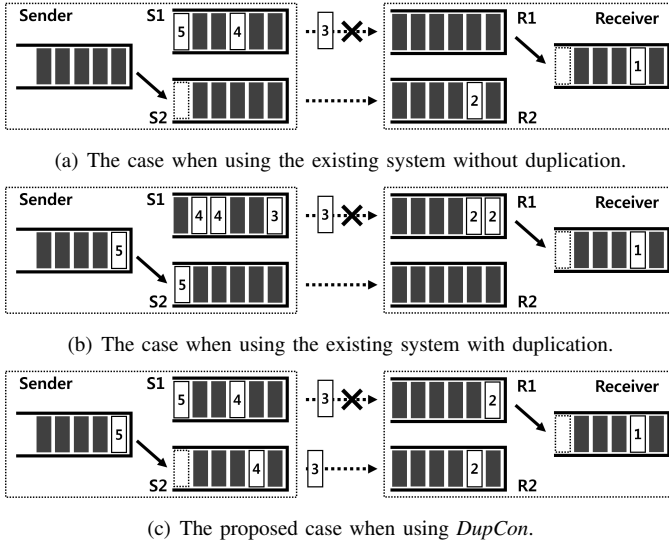 Sender S1 5 4 3 R1 Receiver
1
S2 2 R2
(a) The case when using the existing system without duplication.
Sender S1 4 4 3 3 2 2 R1 Receiver
5 1
S2 5 R2
(b) The case when using the existing system with duplication.
Sender S1 5 4 3 2 R1 Receiver
5 1
S2 4 3 2 R2
(c) The proposed case when using DupCon.